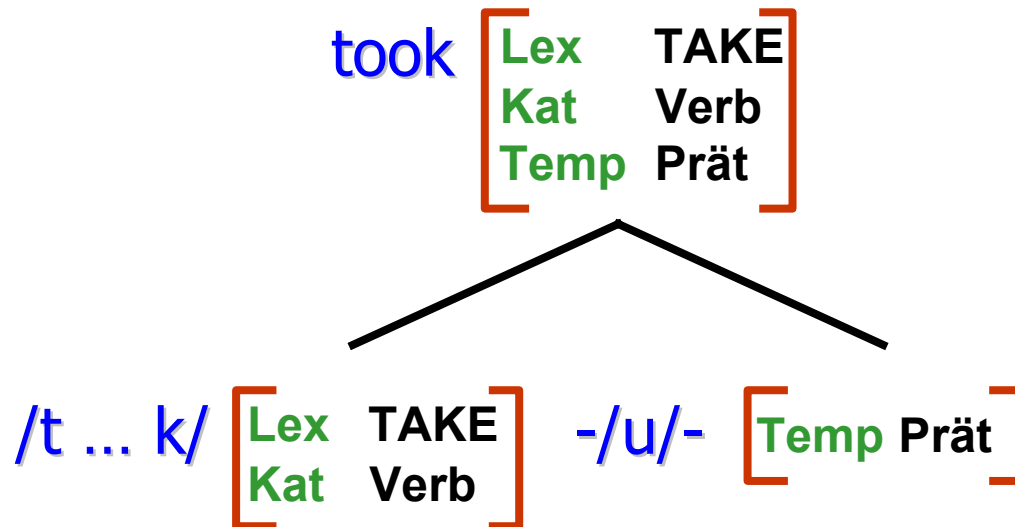 took Lex TAKE
Kat Verb
Temp Prät
/t ... k/ Lex TAKE -/u/- Temp Prät
Kat Verb